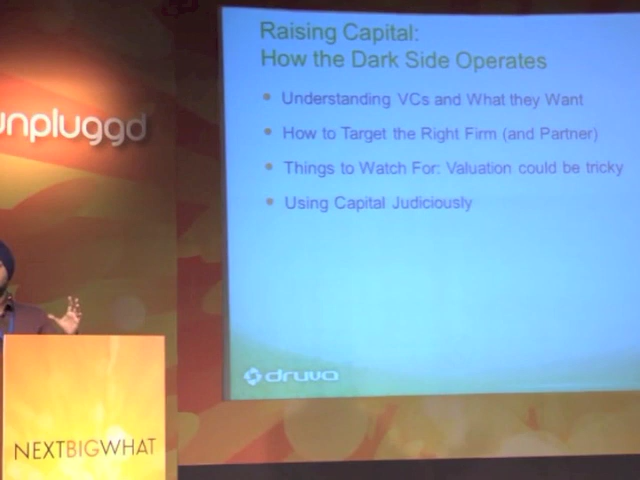 unpluggd
Raising Capital:
How the Dark Side Operates
Understanding VCs and What they Want
How to Target the Right Firm (and Partner)
Things to Watch For: Valuation could be tricky
Using Capital Judiciously
druva
NEXTBIGWHAT